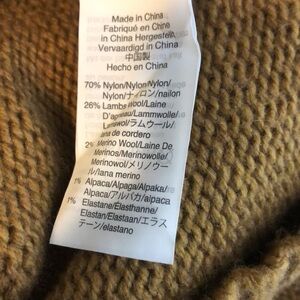 Made in China
Fabriqué en Chine
in China Hergestellt
Vervaardigd in China
中国製
Hecho en China
70% Nylon/Nylon/Nylon/
Nylon/ナイロン/nailon
26% Lambswool/Laine
D'agneau/Lammwolle/
Lamswol/ラムウール/
lana de cordero
2% Merino Wool/Laine De
Merinos/Merinowolle/
Merinowol/メリノウー
ル/lana merino
1% Alpaca/Alpaga/Alpaka/
Alpaca/アルパカ/alpaca
1% Elastane/Elasthanne/
Elastan/Elastaan/エラス
テーン/elastano